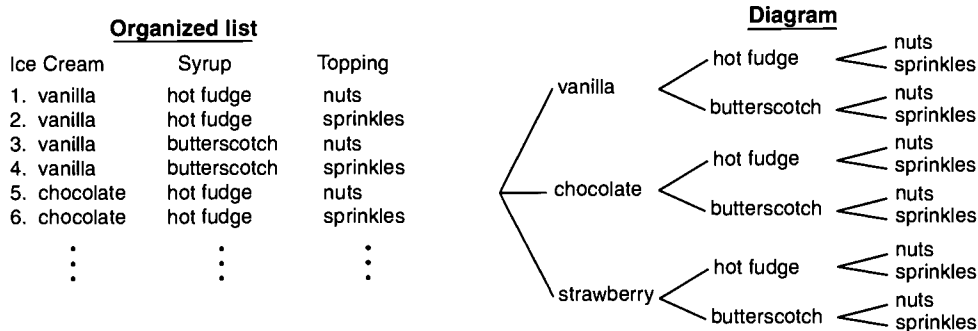 Organized list
Ice Cream Syrup Topping
1. vanilla hot fudge nuts
2. vanilla hot fudge sprinkles
3. vanilla butterscotch nuts
4. vanilla butterscotch sprinkles
5. chocolate hot fudge nuts
6. chocolate hot fudge sprinkles
Diagram
vanilla
hot fudge
nuts
sprinkles
butterscotch
nuts
sprinkles
chocolate
hot fudge
nuts
sprinkles
butterscotch
nuts
sprinkles
strawberry
hot fudge
nuts
sprinkles
butterscotch
nuts
sprinkles